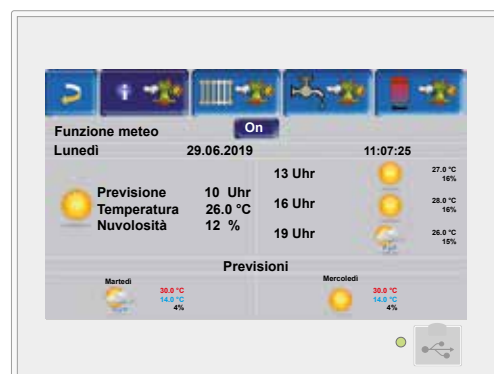 Funzione meteo On
Lunedì 29.06.2019 11:07:25
Previsione 10 Uhr
Temperatura 26.0 °C
Nuvolosità 12 %
13 Uhr 27.0 °C 16%
16 Uhr 28.0 °C 16%
19 Uhr 26.0 °C 15%
Previsioni
Martedì 30.0 °C 14.0 °C 4%
Mercoledì 30.0 °C 14.0 °C 4%